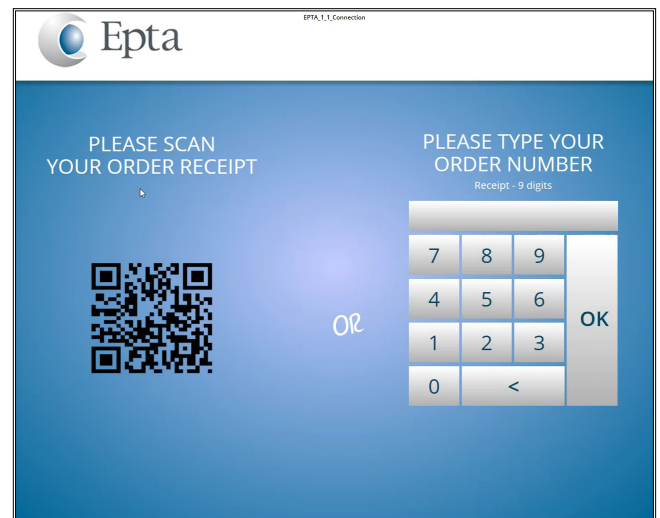 EPTA_1_1_Connection
Epta
PLEASE SCAN
YOUR ORDER RECEIPT
OR
PLEASE TYPE YOUR
ORDER NUMBER
Receipt - 9 digits
7 8 9
4 5 6
OK
1 2 3
0 <